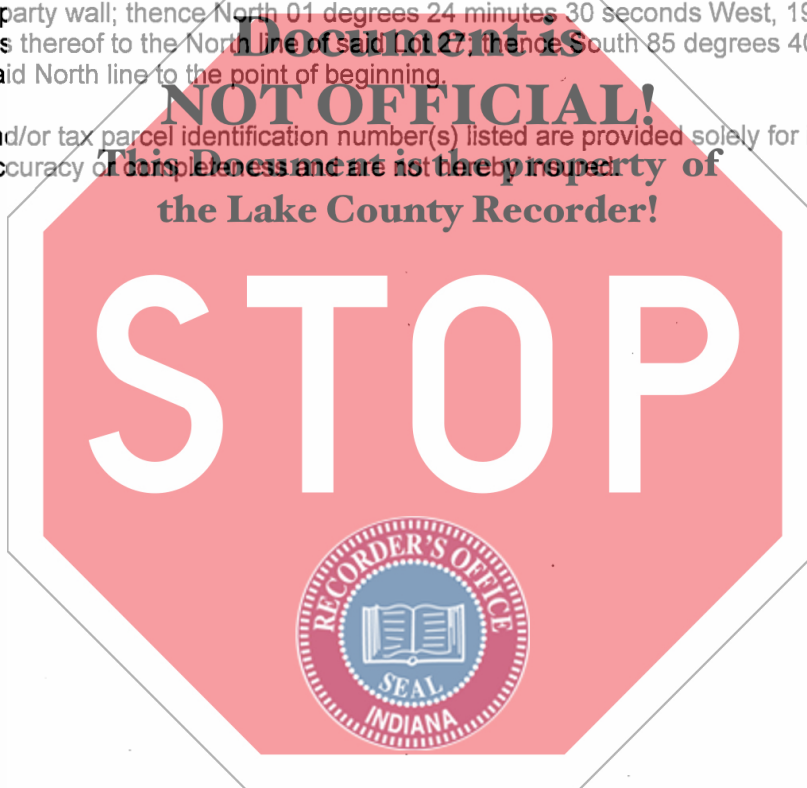 party wall; thence North 01 degrees 24 minutes 30 seconds West, 15
s thereof to the North line of said Lot 27; thence South 85 degrees 40
Document is
id North line to the point of beginning.
NOT OFFICIAL!
d/or tax parcel identification number(s) listed are provided solely for
This Document is the property of
ccuracy or completeness and are not hereby insured.
the Lake County Recorder!
STOP
RECORDER'S OFFICE
SEAL
INDIANA